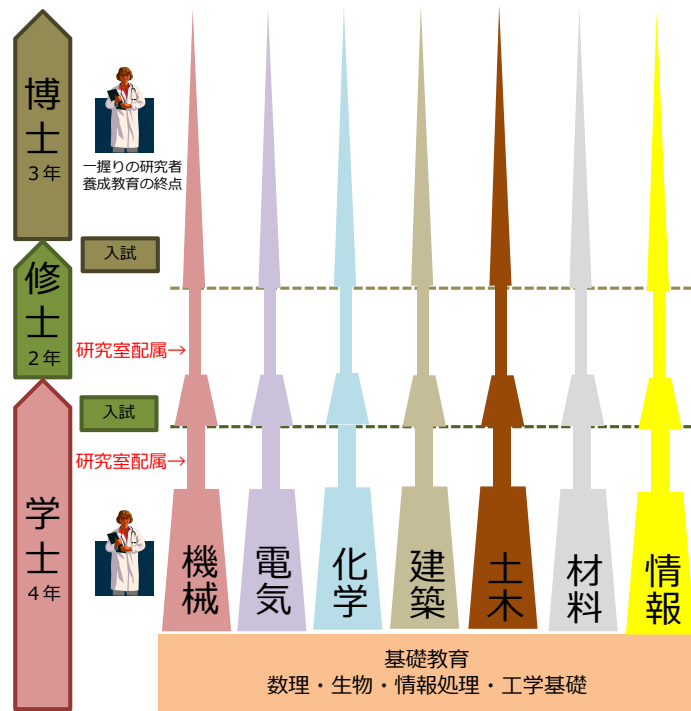 博士
3年
一握りの研究者
養成教育の終点
入試
修士
2年
研究室配属→
入試
研究室配属→
学士
4年
機械
電気
化学
建築
土木
材料
情報
基礎教育
数理・生物・情報処理・工学基礎